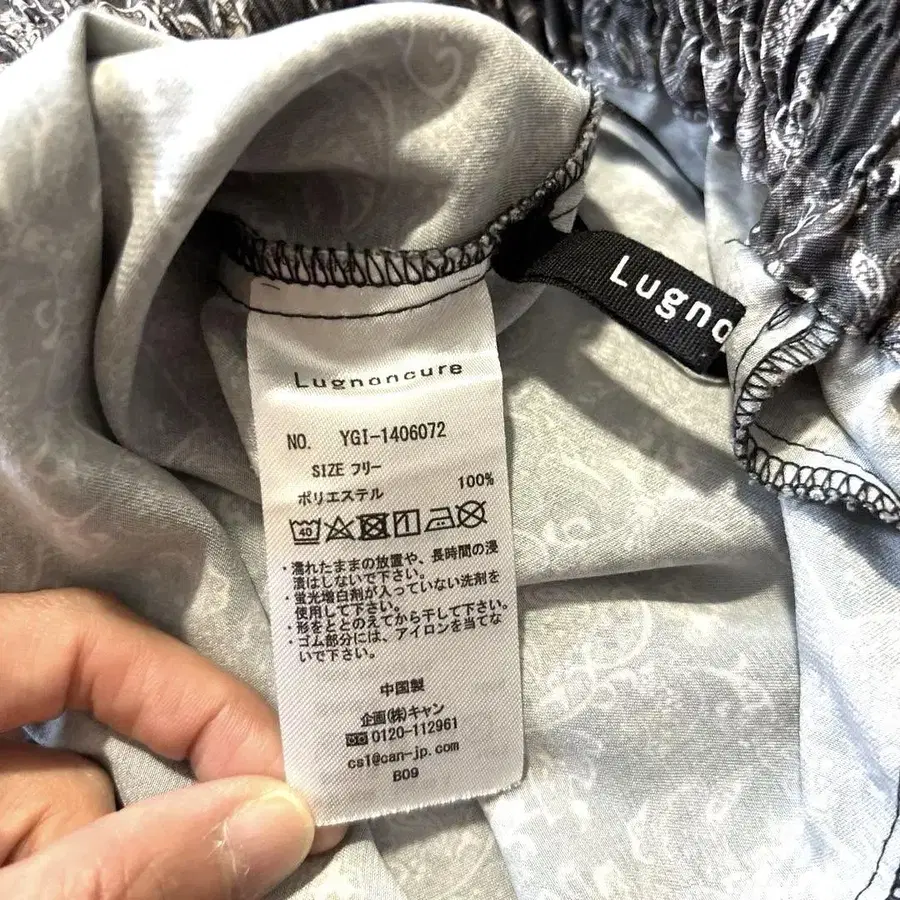 Lugno
Lugnoncure
NO. YGI-1406072
SIZE フリー
ポリエステル 100%
40
・濡れたままの放置や、長時間の浸
漬はしないで下さい。
・蛍光増白剤が入っていない洗剤を
使用して下さい。
・形をととのえてから干して下さい。
・ゴム部分には、アイロンを当てな
いで下さい。
中国製
企画(株)キャン
0120-112961
cs1@can-jp.com
B09